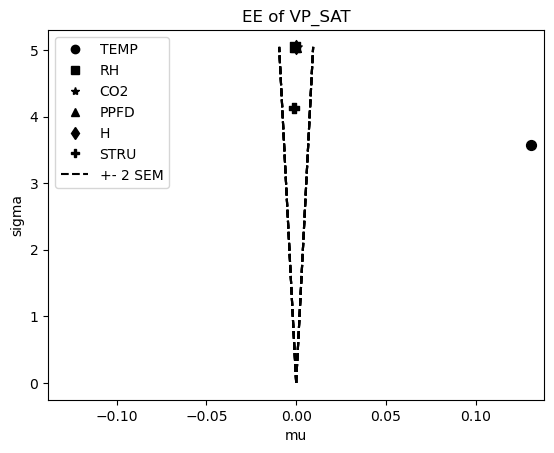 EE of VP_SAT
TEMP
RH
CO2
PPFD
H
STRU
+- 2 SEM
sigma
5
4
3
2
1
0
−0.10
−0.05
0.00
0.05
0.10
mu